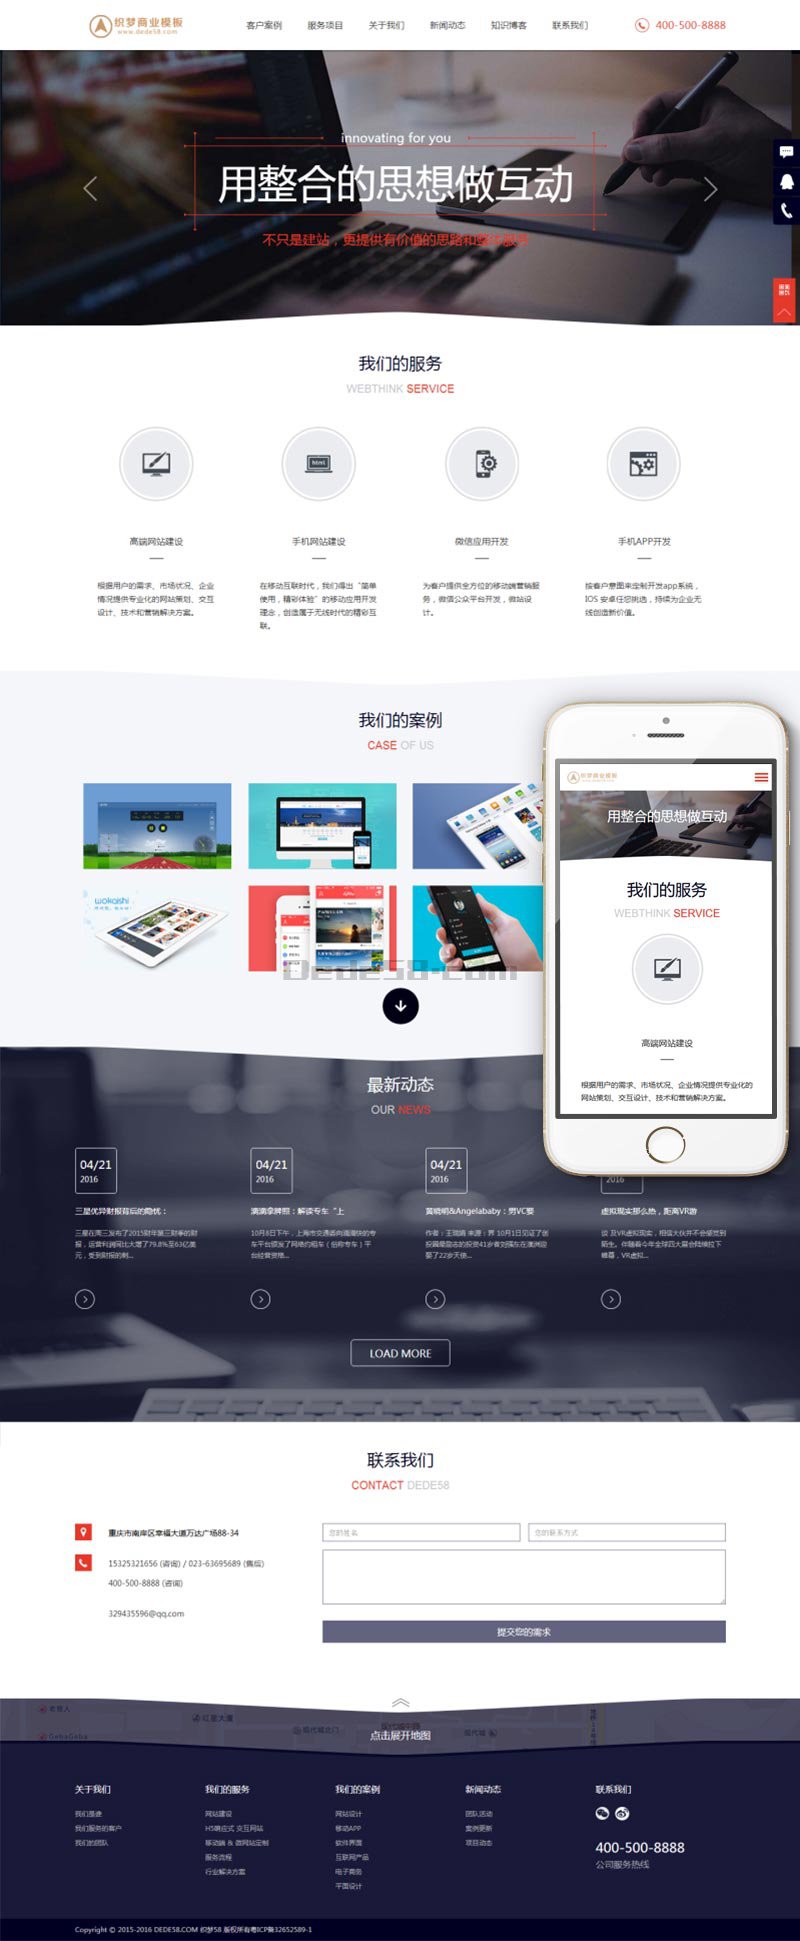 织梦商业模板
www.dede58.com
客户案例 服务项目 关于我们 新闻动态 知识博客 联系我们
400-500-8888
innovating for you
用整合的思想做互动
不只是建站，更提供有价值的思路和整体服务
我们的服务
WEBTHINK SERVICE
高端网站建设
根据用户的需求、市场状况、企业
情况提供专业化的网站策划、交互
设计、技术和营销解决方案。
手机网站建设
在移动互联时代，我们得出“简单
使用，精彩体验”的移动应用开发
理念，创造属于无线时代的精彩互
联。
微信应用开发
为客户提供全方位的移动端营销服
务，微信公众平台开发，微站设
计。
手机APP开发
按客户意图来定制开发app系统，
IOS 安卓任您挑选，持续为企业无
线创造新价值。
我们的案例
CASE OF US
html
wokaishi
Dede58.com
织梦商业模板
用整合的思想做互动
我们的服务
WEBTHINK SERVICE
高端网站建设
根据用户的需求、市场状况、企业情况提供专业化的
网站策划、交互设计、技术和营销解决方案。
最新动态
OUR NEWS
04/21
2016
三星优异财报背后的隐忧：
三星在周三发布了2015财年第三财季的财
报，运营利润同比大增了79.8%至63亿美
元，受到财报的刺...
04/21
2016
滴滴拿牌照：解读专车“上
10月8日下午，上海市交通委向滴滴快的专
车平台颁发了网络约租车（俗称专车）平
台经营资格...
04/21
2016
黄晓明&Angelababy：男VC娶
作者：王瑞娟 来源：界 10月1日见证了创
投圈最励志的投资41岁者刘强东在澳洲迎
娶了22岁天使...
2016
虚拟现实那么热，距离VR游
谈 及VR虚拟现实，相信大伙并不会感觉到
陌生。伴随着今年全球四大展会陆续拉下
帷幕，VR虚拟...
LOAD MORE
联系我们
CONTACT DEDE58
重庆市南岸区幸福大道万达广场88-34
15325321656 (咨询) / 023-63695689 (售后)
400-500-8888 (咨询)
329435596@qq.com
您的姓名
您的联系方式
提交您的需求
红星大厦
现代城北门
现代城
GebaGeba
点击展开地图
关于我们
我们是谁
我们服务的客户
我们的团队
我们的服务
网站建设
H5响应式 交互网站
移动端 & 微网站定制
服务流程
行业解决方案
我们的案例
网站设计
移动APP
软件界面
互联网产品
电子商务
平面设计
新闻动态
团队活动
案例更新
项目动态
联系我们
400-500-8888
公司服务热线
Copyright © 2015-2016 DEDE58.COM 织梦58 版权所有粤ICP备32652589-1